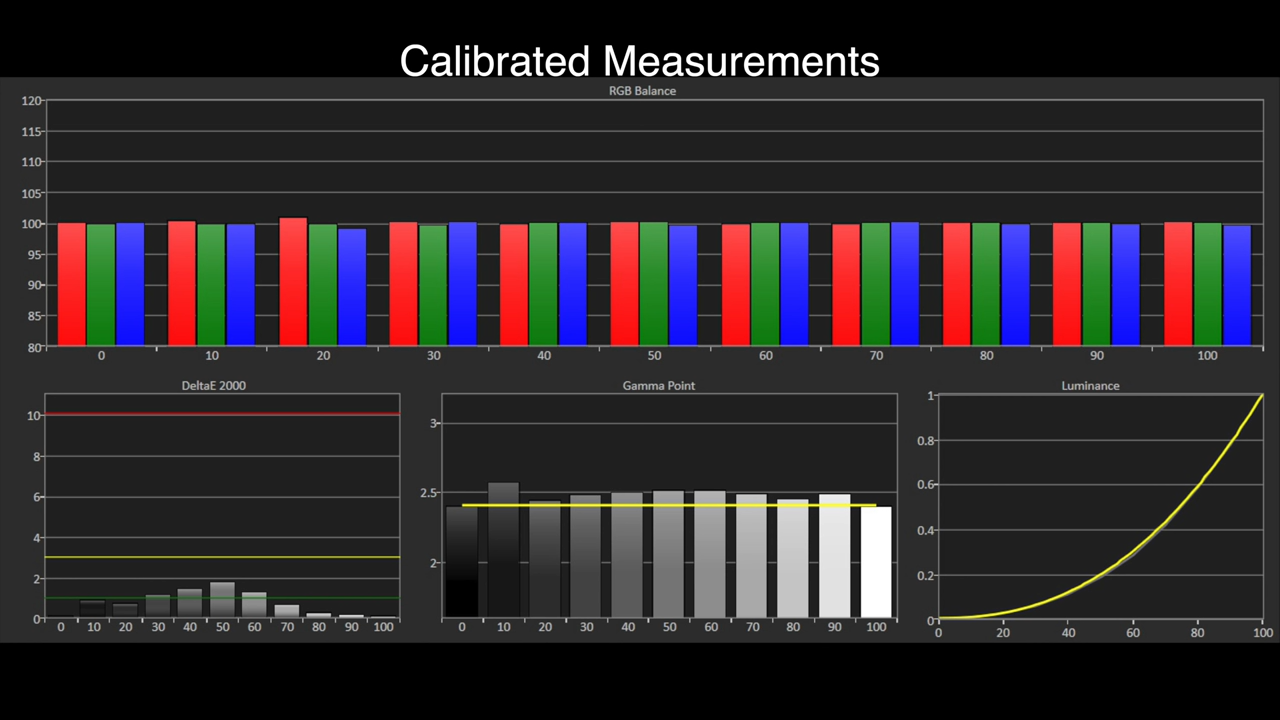 Calibrated Measurements
RGB Balance
120
115
110
105
100
95
90
85
80
0 10 20 30 40 50 60 70 80 90 100
DeltaE 2000
10
8
6
4
2
0
0 10 20 30 40 50 60 70 80 90 100
Gamma Point
3
2.5
2
0 10 20 30 40 50 60 70 80 90 100
Luminance
1
0.8
0.6
0.4
0.2
0
0 20 40 60 80 100